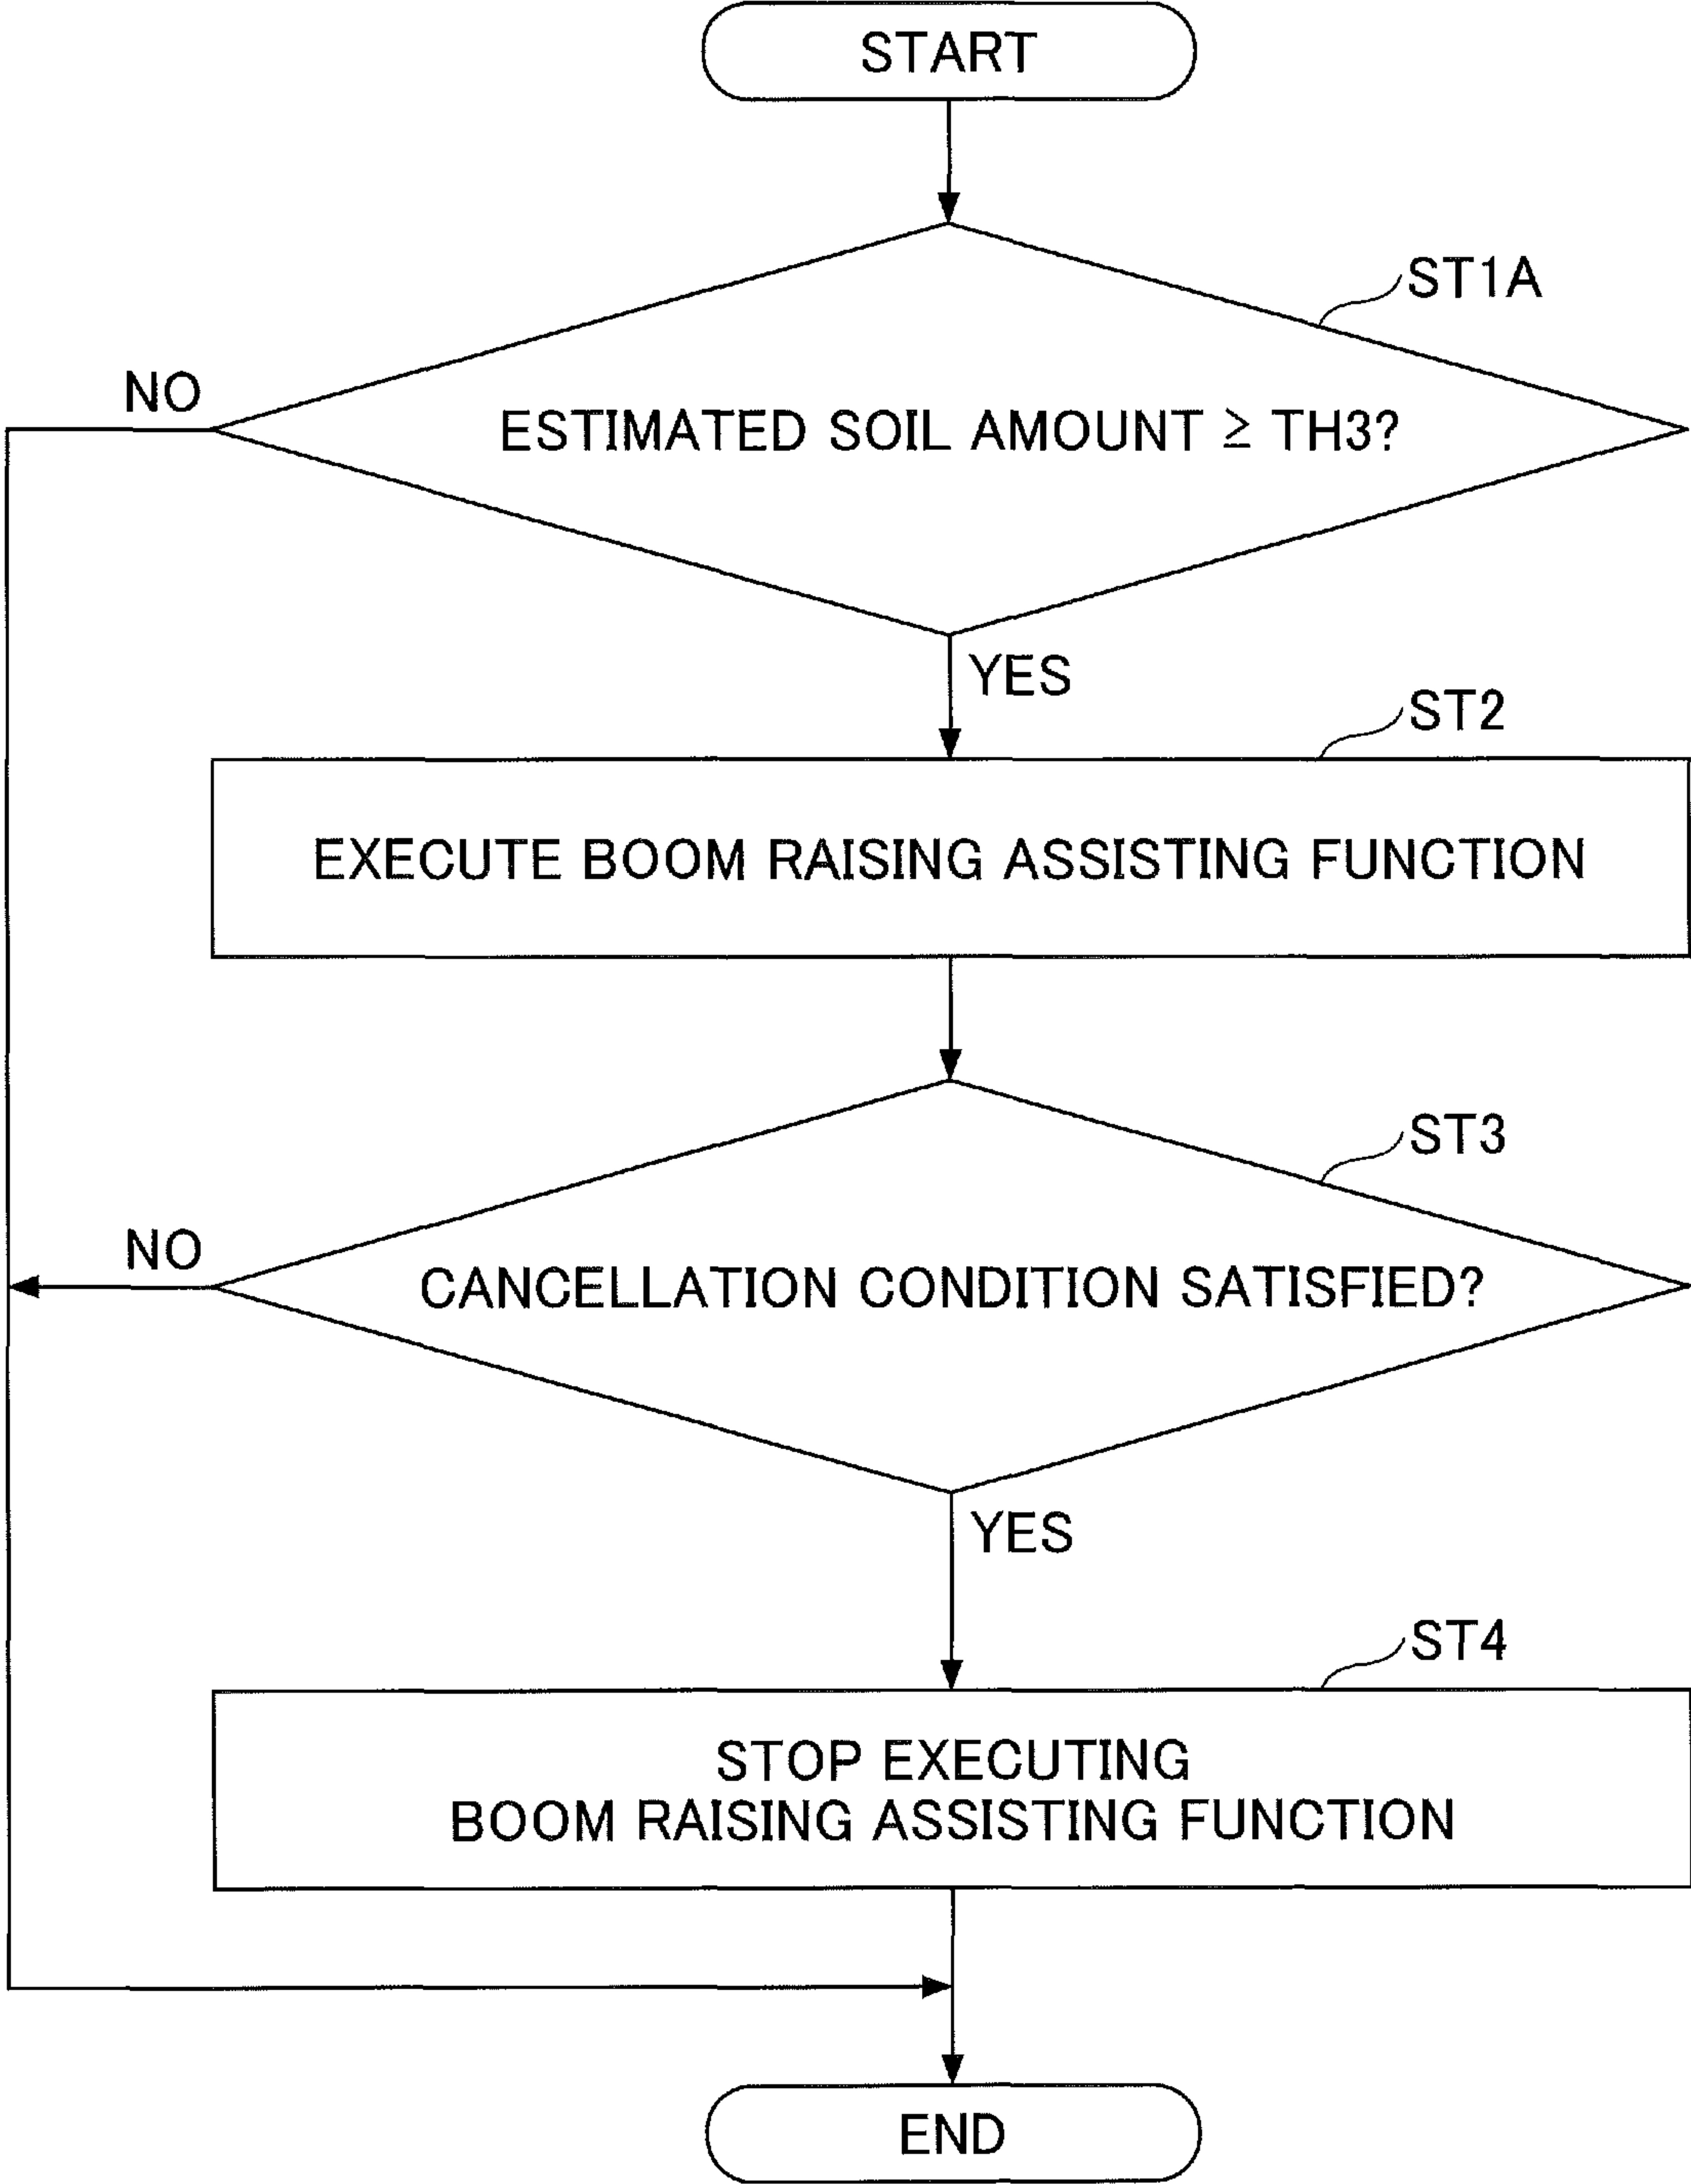 START
ST1A
NO
ESTIMATED SOIL AMOUNT ≥ TH3?
YES
ST2
EXECUTE BOOM RAISING ASSISTING FUNCTION
ST3
NO
CANCELLATION CONDITION SATISFIED?
YES
ST4
STOP EXECUTING
BOOM RAISING ASSISTING FUNCTION
END